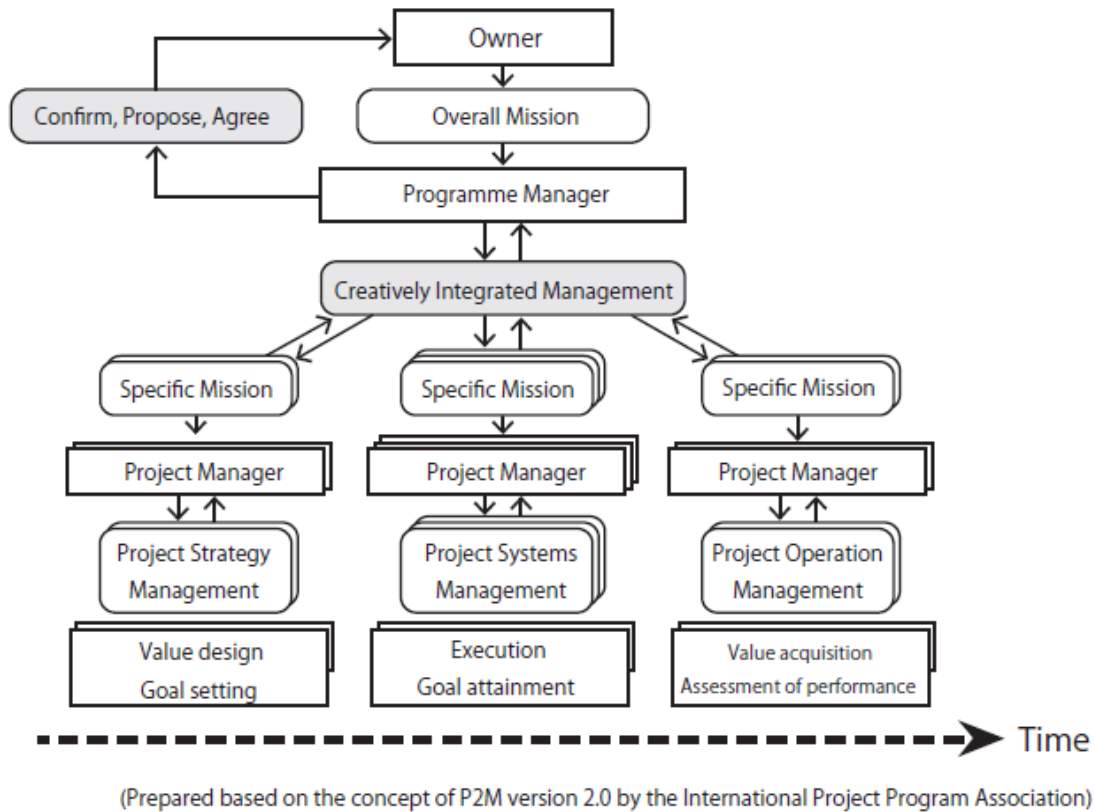 Owner
Confirm, Propose, Agree
Overall Mission
Programme Manager
Creatively Integrated Management
Specific Mission
Specific Mission
Specific Mission
Project Manager
Project Manager
Project Manager
Project Strategy
Management
Project Systems
Management
Project Operation
Management
Value design
Goal setting
Execution
Goal attainment
Value acquisition
Assessment of performance
Time
(Prepared based on the concept of P2M version 2.0 by the International Project Program Association)